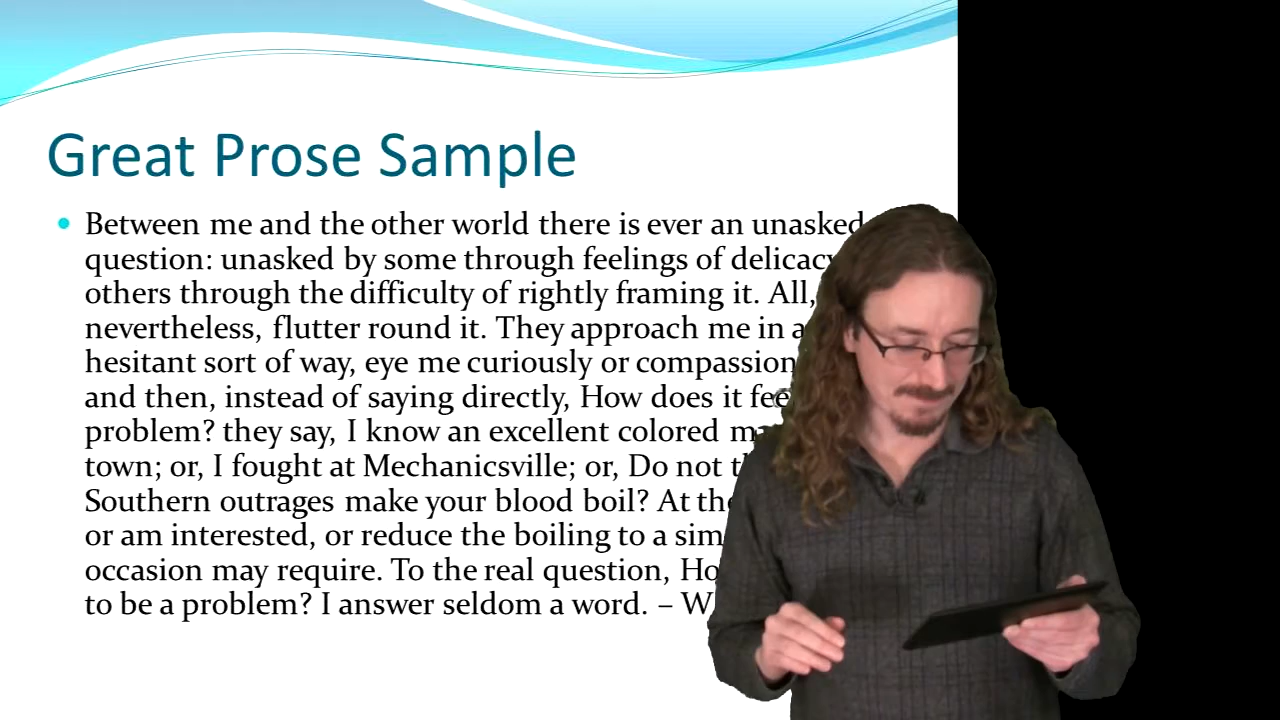 Great Prose Sample
Between me and the other world there is ever an unasked
question: unasked by some through feelings of delicacy
others through the difficulty of rightly framing it. All,
nevertheless, flutter round it. They approach me in a
hesitant sort of way, eye me curiously or
and then, instead of saying directly, How does it
problem? they say, I know an excellent colored
town; or, I fought at Mechanicsville; or, Do not
Southern outrages make your blood boil? At
or am interested, or reduce the boiling to a
occasion may require. To the real question,
to be a problem? I answer seldom a word. –